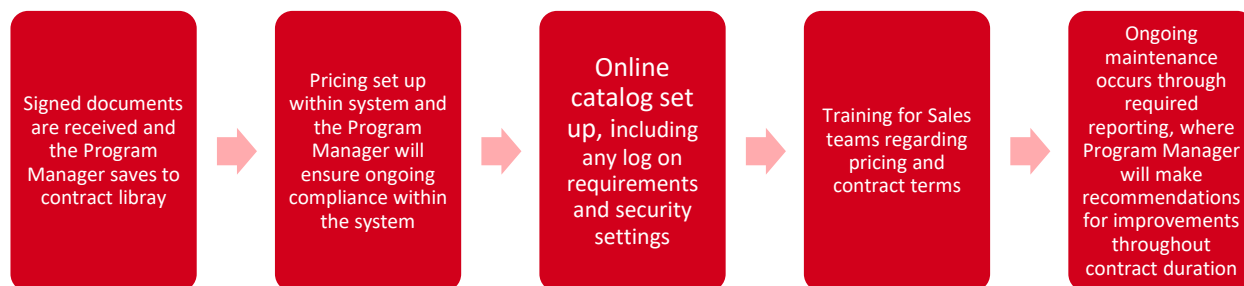 Signed documents
are received and
the Program
Manager saves to
contract libray
Pricing set up
within system and
the Program
Manager will
ensure ongoing
compliance within
the system
Online
catalog set
up, including
any log on
requirements
and security
settings
Training for Sales
teams regarding
pricing and
contract terms
Ongoing
maintenance
occurs through
required
reporting, where
Program Manager
will make
recommendations
for improvements
throughout
contract duration